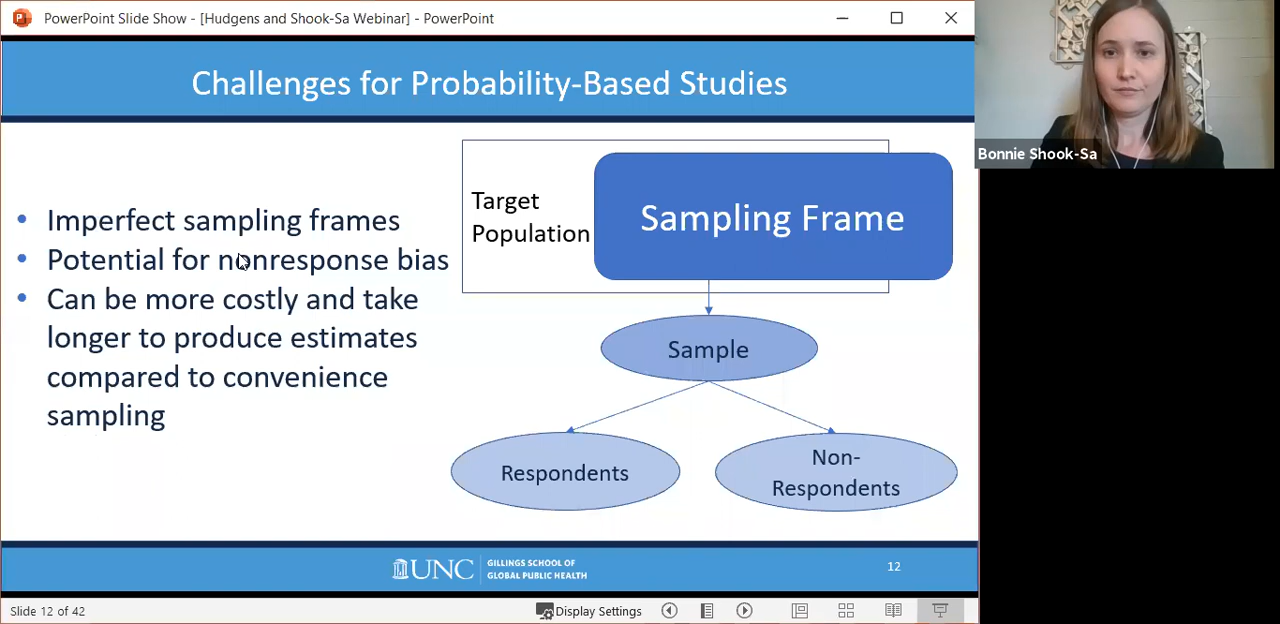 PowerPoint Slide Show - [Hudgens and Shook-Sa Webinar] - PowerPoint
Challenges for Probability-Based Studies
• Imperfect sampling frames
• Potential for nonresponse bias
• Can be more costly and take
longer to produce estimates
compared to convenience
sampling
Target
Population
Sampling Frame
Sample
Respondents
Non-
Respondents
UNC
GILLINGS SCHOOL OF
GLOBAL PUBLIC HEALTH
12
Slide 12 of 42
Display Settings
Bonnie Shook-Sa